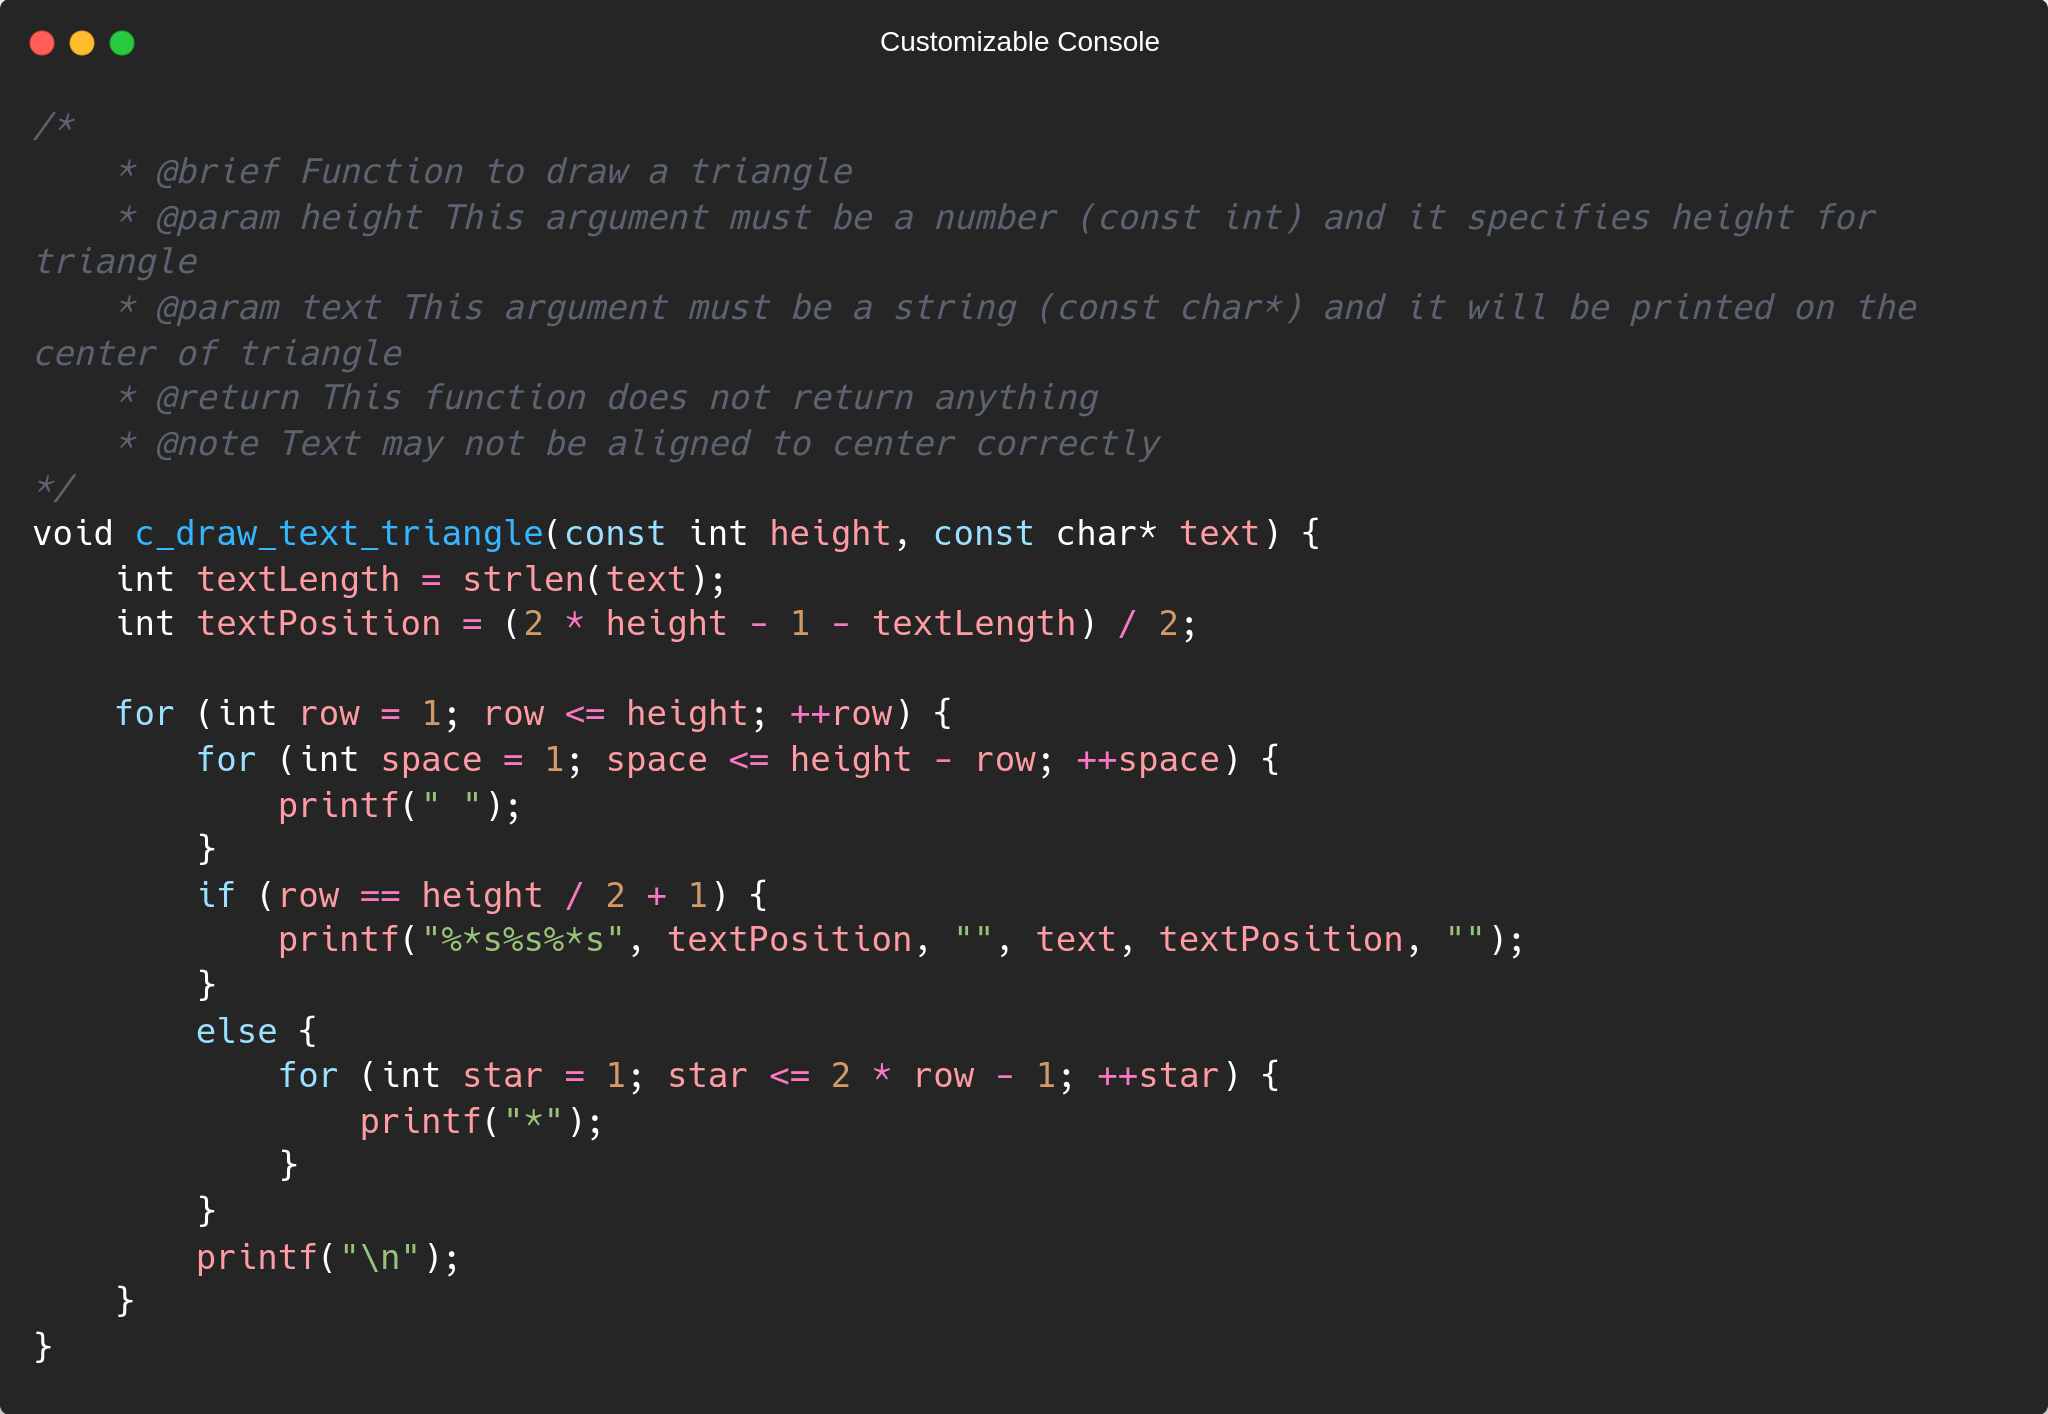 Customizable Console
/*
    * @brief Function to draw a triangle
    * @param height This argument must be a number (const int) and it specifies height for
triangle
    * @param text This argument must be a string (const char*) and it will be printed on the
center of triangle
    * @return This function does not return anything
    * @note Text may not be aligned to center correctly
*/
void c_draw_text_triangle(const int height, const char* text) {
    int textLength = strlen(text);
    int textPosition = (2 * height - 1 - textLength) / 2;

    for (int row = 1; row <= height; ++row) {
        for (int space = 1; space <= height - row; ++space) {
            printf(" ");
        }
        if (row == height / 2 + 1) {
            printf("%*s%s%*s", textPosition, "", text, textPosition, "");
        }
        else {
            for (int star = 1; star <= 2 * row - 1; ++star) {
                printf("*");
            }
        }
        printf("\n");
    }
}